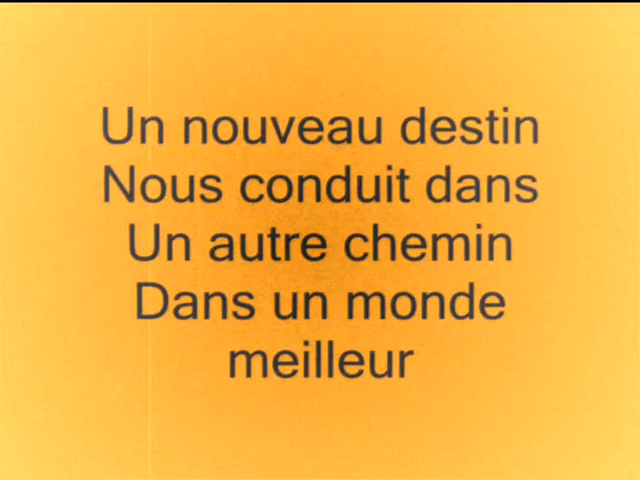 Un nouveau destin
Nous conduit dans
Un autre chemin
Dans un monde
meilleur